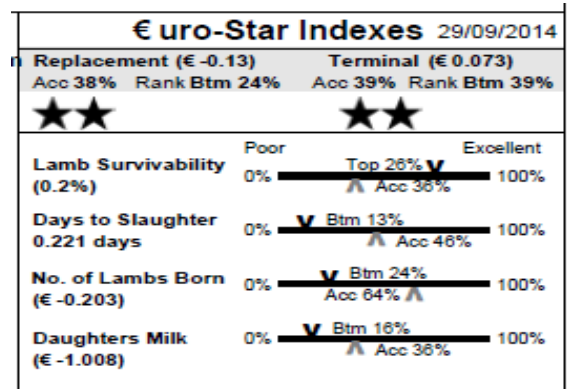 € uro-Star Indexes 29/09/2014
n Replacement (€ -0.13) Terminal (€ 0.073)
Acc 38% Rank Btm 24% Acc 39% Rank Btm 39%
Poor Excellent
Lamb Survivability (0.2%) 0% Top 26% Acc 36% 100%
Days to Slaughter 0.221 days 0% Btm 13% Acc 46% 100%
No. of Lambs Born (€ -0.203) 0% Btm 24% Acc 64% 100%
Daughters Milk (€ -1.008) 0% Btm 16% Acc 36% 100%